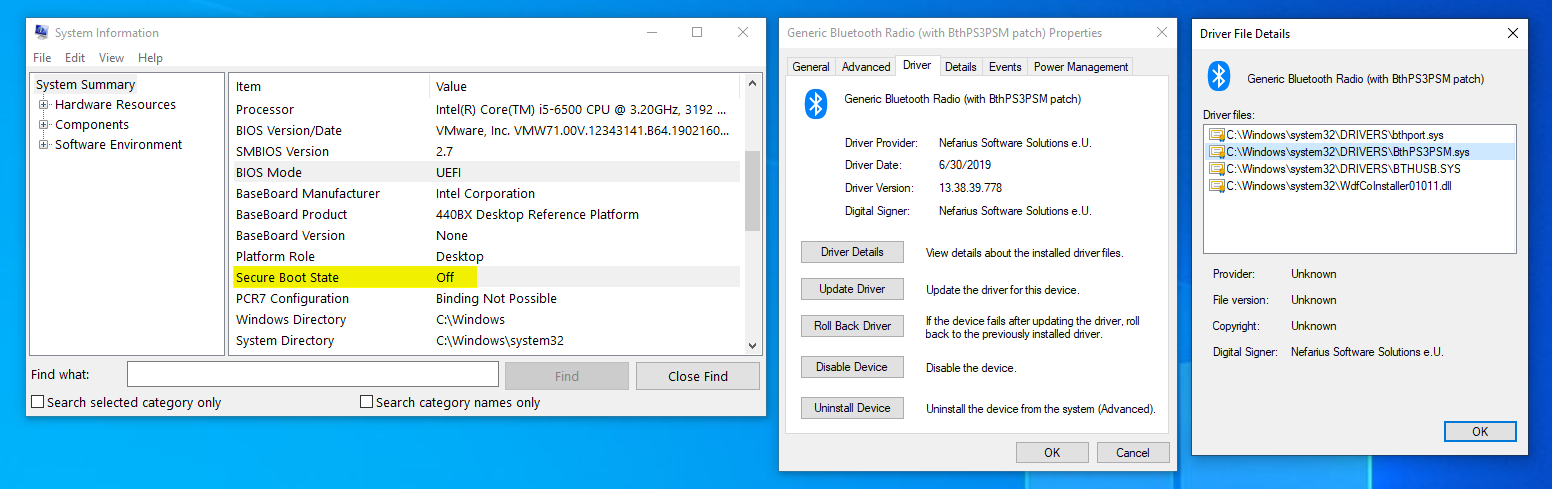 System Information
File Edit View Help
System Summary
Hardware Resources
Components
Software Environment
Item Value
Processor Intel(R) Core(TM) i5-6500 CPU @ 3.20GHz, 3192 ...
BIOS Version/Date VMware, Inc. VMW71.00V.12343141.B64.1902160...
SMBIOS Version 2.7
BIOS Mode UEFI
BaseBoard Manufacturer Intel Corporation
BaseBoard Product 440BX Desktop Reference Platform
BaseBoard Version None
Platform Role Desktop
Secure Boot State Off
PCR7 Configuration Binding Not Possible
Windows Directory C:\Windows
System Directory C:\Windows\system32
Find what: Find Close Find
Search selected category only Search category names only
Generic Bluetooth Radio (with BthPS3PSM patch) Properties
General Advanced Driver Details Events Power Management
Generic Bluetooth Radio (with BthPS3PSM patch)
Driver Provider: Nefarius Software Solutions e.U.
Driver Date: 6/30/2019
Driver Version: 13.38.39.778
Digital Signer: Nefarius Software Solutions e.U.
Driver Details View details about the installed driver files.
Update Driver Update the driver for this device.
Roll Back Driver If the device fails after updating the driver, roll
back to the previously installed driver.
Disable Device Disable the device.
Uninstall Device Uninstall the device from the system (Advanced).
OK Cancel
Driver File Details
Generic Bluetooth Radio (with BthPS3PSM patch)
Driver files:
C:\Windows\system32\DRIVERS\bthport.sys
C:\Windows\system32\DRIVERS\BthPS3PSM.sys
C:\Windows\system32\DRIVERS\BTHUSB.SYS
C:\Windows\system32\WdfCoInstaller01011.dll
Provider: Unknown
File version: Unknown
Copyright: Unknown
Digital Signer: Nefarius Software Solutions e.U.
OK